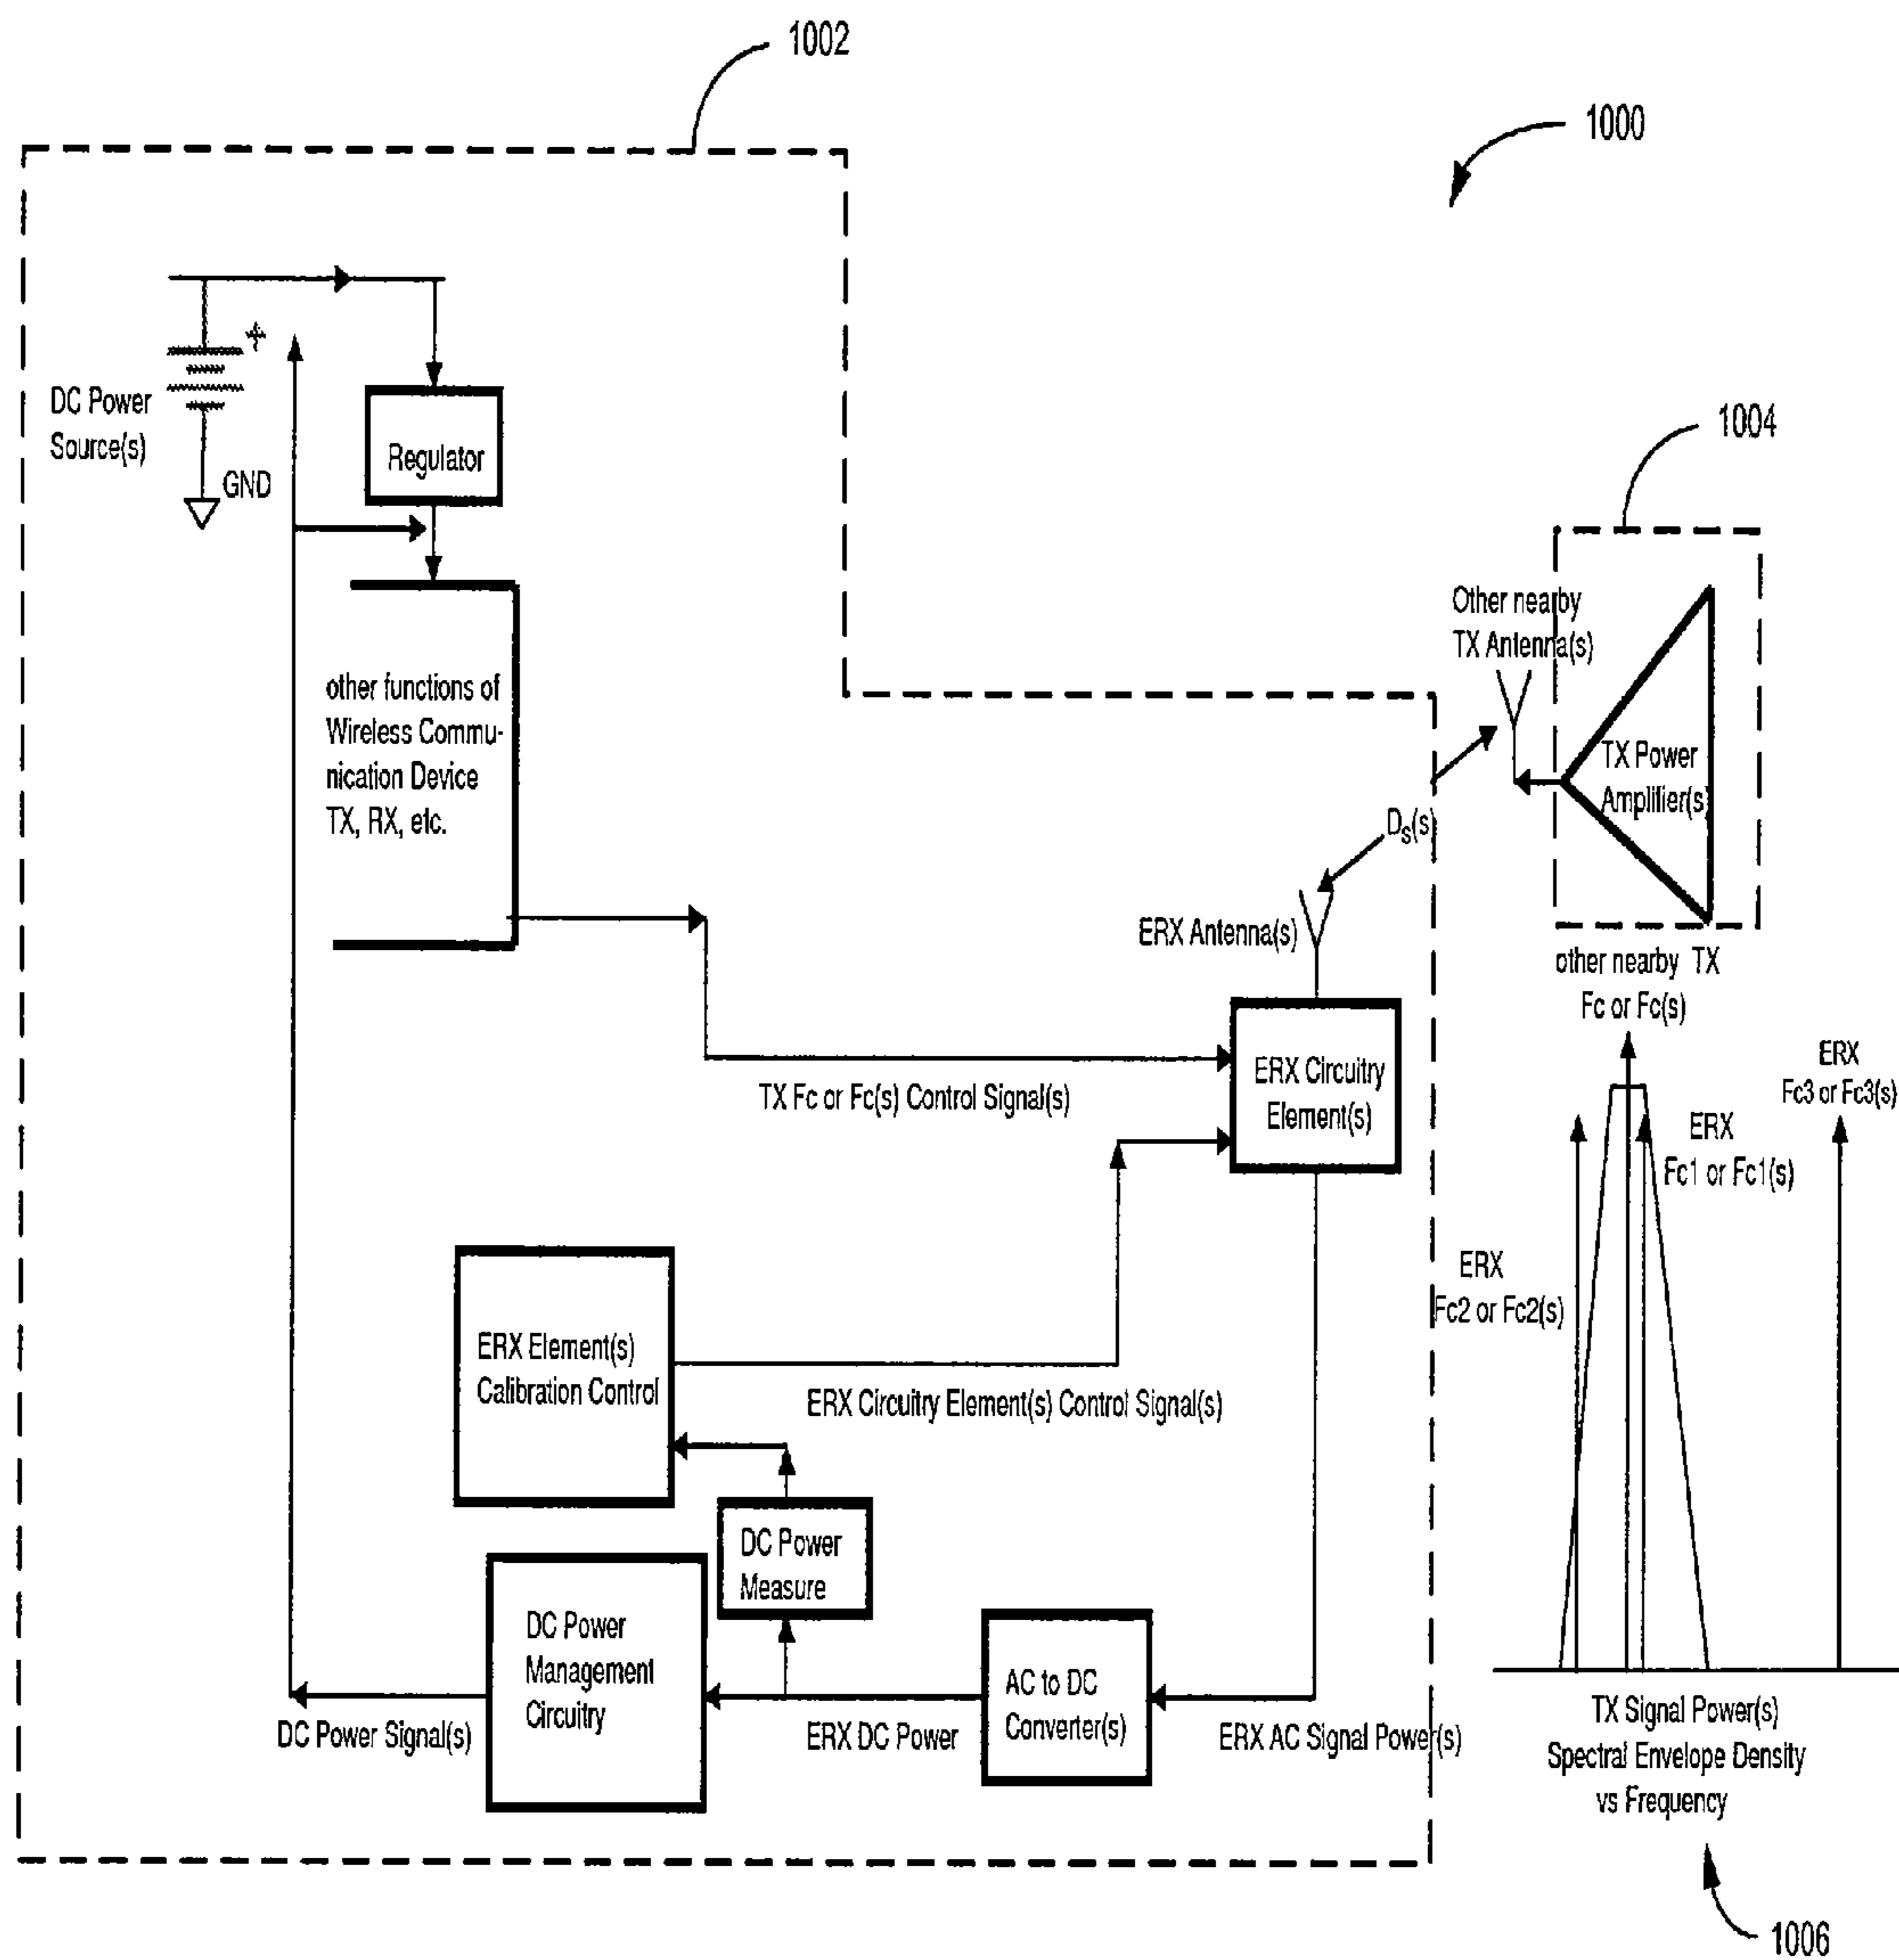 1002
1000
DC Power
Source(s)
+
GND
Regulator
1004
Other nearby
TX Antenna(s)
TX Power
Amplifier(s)
other functions of
Wireless Commu-
nication Device
TX, RX, etc.
Ds(s)
ERX Antenna(s)
other nearby TX
Fc or Fc(s)
ERX Circuitry
Element(s)
TX Fc or Fc(s) Control Signal(s)
ERX
Fc3 or Fc3(s)
ERX
Fc1 or Fc1(s)
ERX
Fc2 or Fc2(s)
ERX Element(s)
Calibration Control
ERX Circuitry Element(s) Control Signal(s)
DC Power
Measure
DC Power
Management
Circuitry
AC to DC
Converter(s)
DC Power Signal(s)
ERX DC Power
ERX AC Signal Power(s)
TX Signal Power(s)
Spectral Envelope Density
vs Frequency
1006